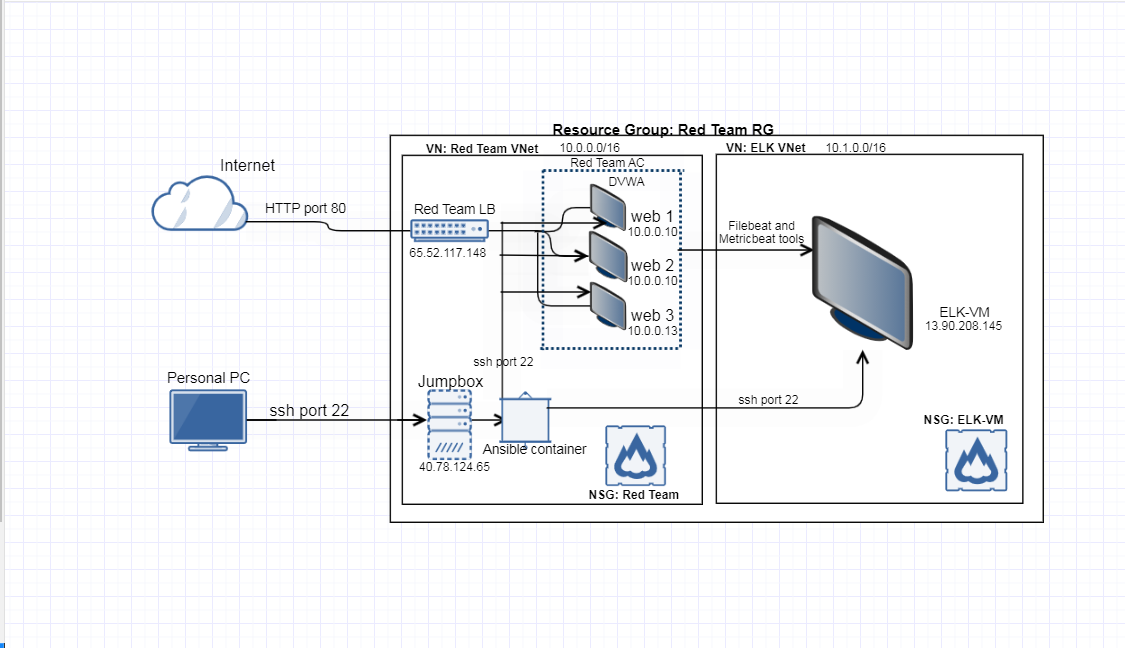 Resource Group: Red Team RG
VN: Red Team VNet 10.0.0.0/16
VN: ELK VNet 10.1.0.0/16
Internet
HTTP port 80
Red Team LB
65.52.117.148
Red Team AC
DVWA
web 1
10.0.0.10
web 2
10.0.0.10
web 3
10.0.0.13
Filebeat and
Metricbeat tools
ELK-VM
13.90.208.145
ssh port 22
Personal PC
ssh port 22
Jumpbox
40.78.124.65
Ansible container
ssh port 22
NSG: Red Team
NSG: ELK-VM